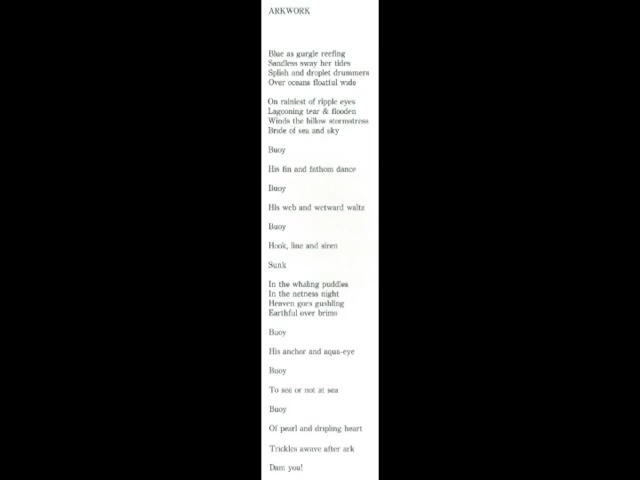 ARKWORK
Blue as gurgle reefing
Sandless sway her tides
Splish and droplet drummers
Over oceans floatful wide
On rainiest of ripple eyes
Lagooning tear & flooden
Winds the billow stormstress
Bride of sea and sky
Buoy
His fin and fathom dance
Buoy
His web and wetward waltz
Buoy
Hook, line and siren
Sunk
In the whaling puddles
In the netness night
Heaven goes gushling
Earthful over brims
Buoy
His anchor and aqua-eye
Buoy
To sea or not at sea
Buoy
Of pearl and dripling heart
Trickles awave after ark
Dam you!